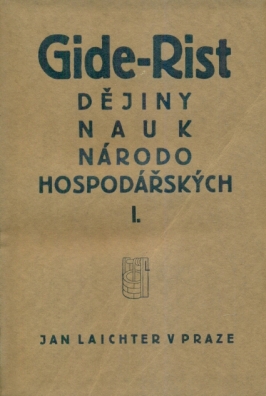 Gide-Rist
DĚJINY
NAUK
NÁRODO
HOSPODÁŘSKÝCH
I.
JAN LAICHTER V PRAZE